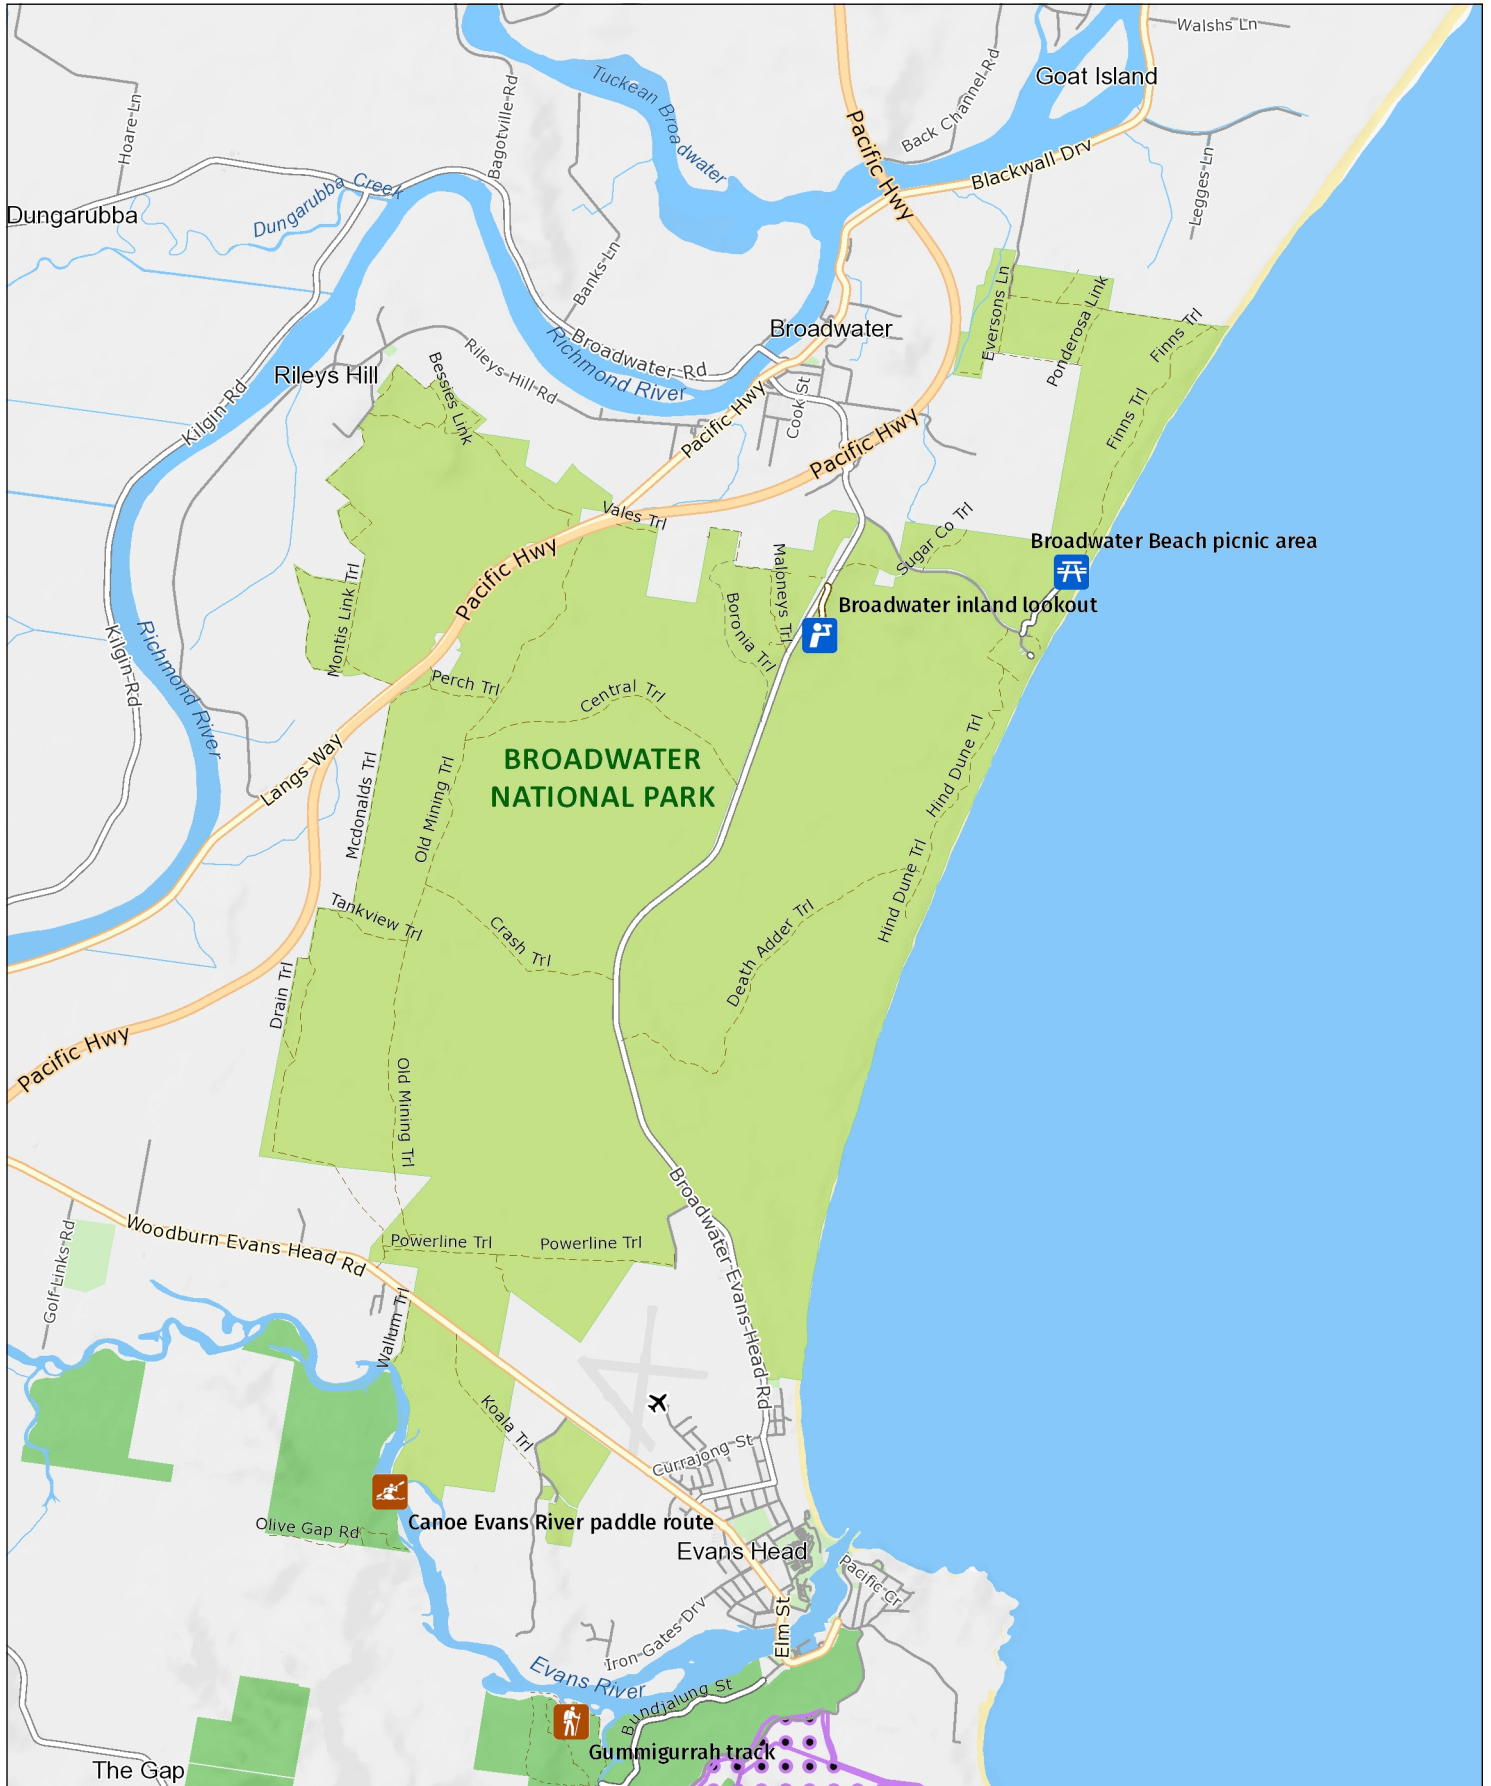 Walshs Ln
Goat Island
Tuckean Broadwater
Back Channel Rd
Bagotville Rd
Hoare Ln
Pacific Hwy
Blackwall Drv
Legges Ln
Dungarubba Creek
Dungarubba
Banks Ln
Eversons Ln
Ponderosa Link
Finns Trl
Broadwater
Richmond River
Broadwater Rd
Rileys Hill Rd
Rileys Hill
Bessies Link
Kilgin Rd
Cook St
Pacific Hwy
Pacific Hwy
Finns Trl
Vales Trl
Sugar Co Trl
Broadwater Beach picnic area
Pacific Hwy
Maloneys Trl
Montis Link Trl
Boronia Trl
Broadwater inland lookout
Kilgin Rd
Richmond River
Perch Trl
Central Trl
Langs Way
Mcdonalds Trl
Old Mining Trl
BROADWATER
NATIONAL PARK
Hind Dune Trl
Hind Dune Trl
Tankview Trl
Crash Trl
Death Adder Trl
Drain Trl
Pacific Hwy
Old Mining Trl
Broadwater-Evans-Head-Rd
Woodburn Evans Head Rd
Powerline Trl
Powerline Trl
Golf Links Rd
Wallum Trl
Koala Trl
Currajong St
Canoe Evans River paddle route
Olive Gap Rd
Evans Head
Pacific Cr
Elm St
Iron Gates Drv
Evans River
Bundjalung St
Gummigurrah track
The Gap